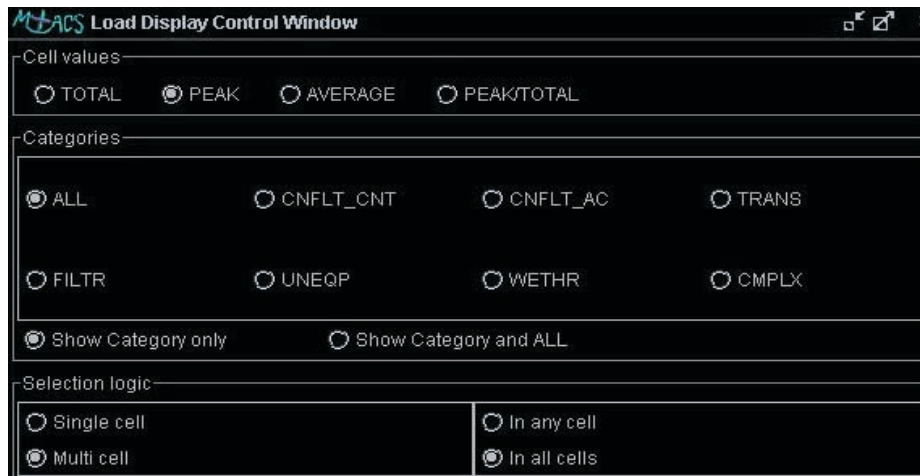 MACS Load Display Control Window
Cell values
TOTAL PEAK AVERAGE PEAK/TOTAL
Categories
ALL CNFLT_CNT CNFLT_AC TRANS
FILTR UNEQP WETHR CMPLX
Show Category only Show Category and ALL
Selection logic
Single cell In any cell
Multi cell In all cells